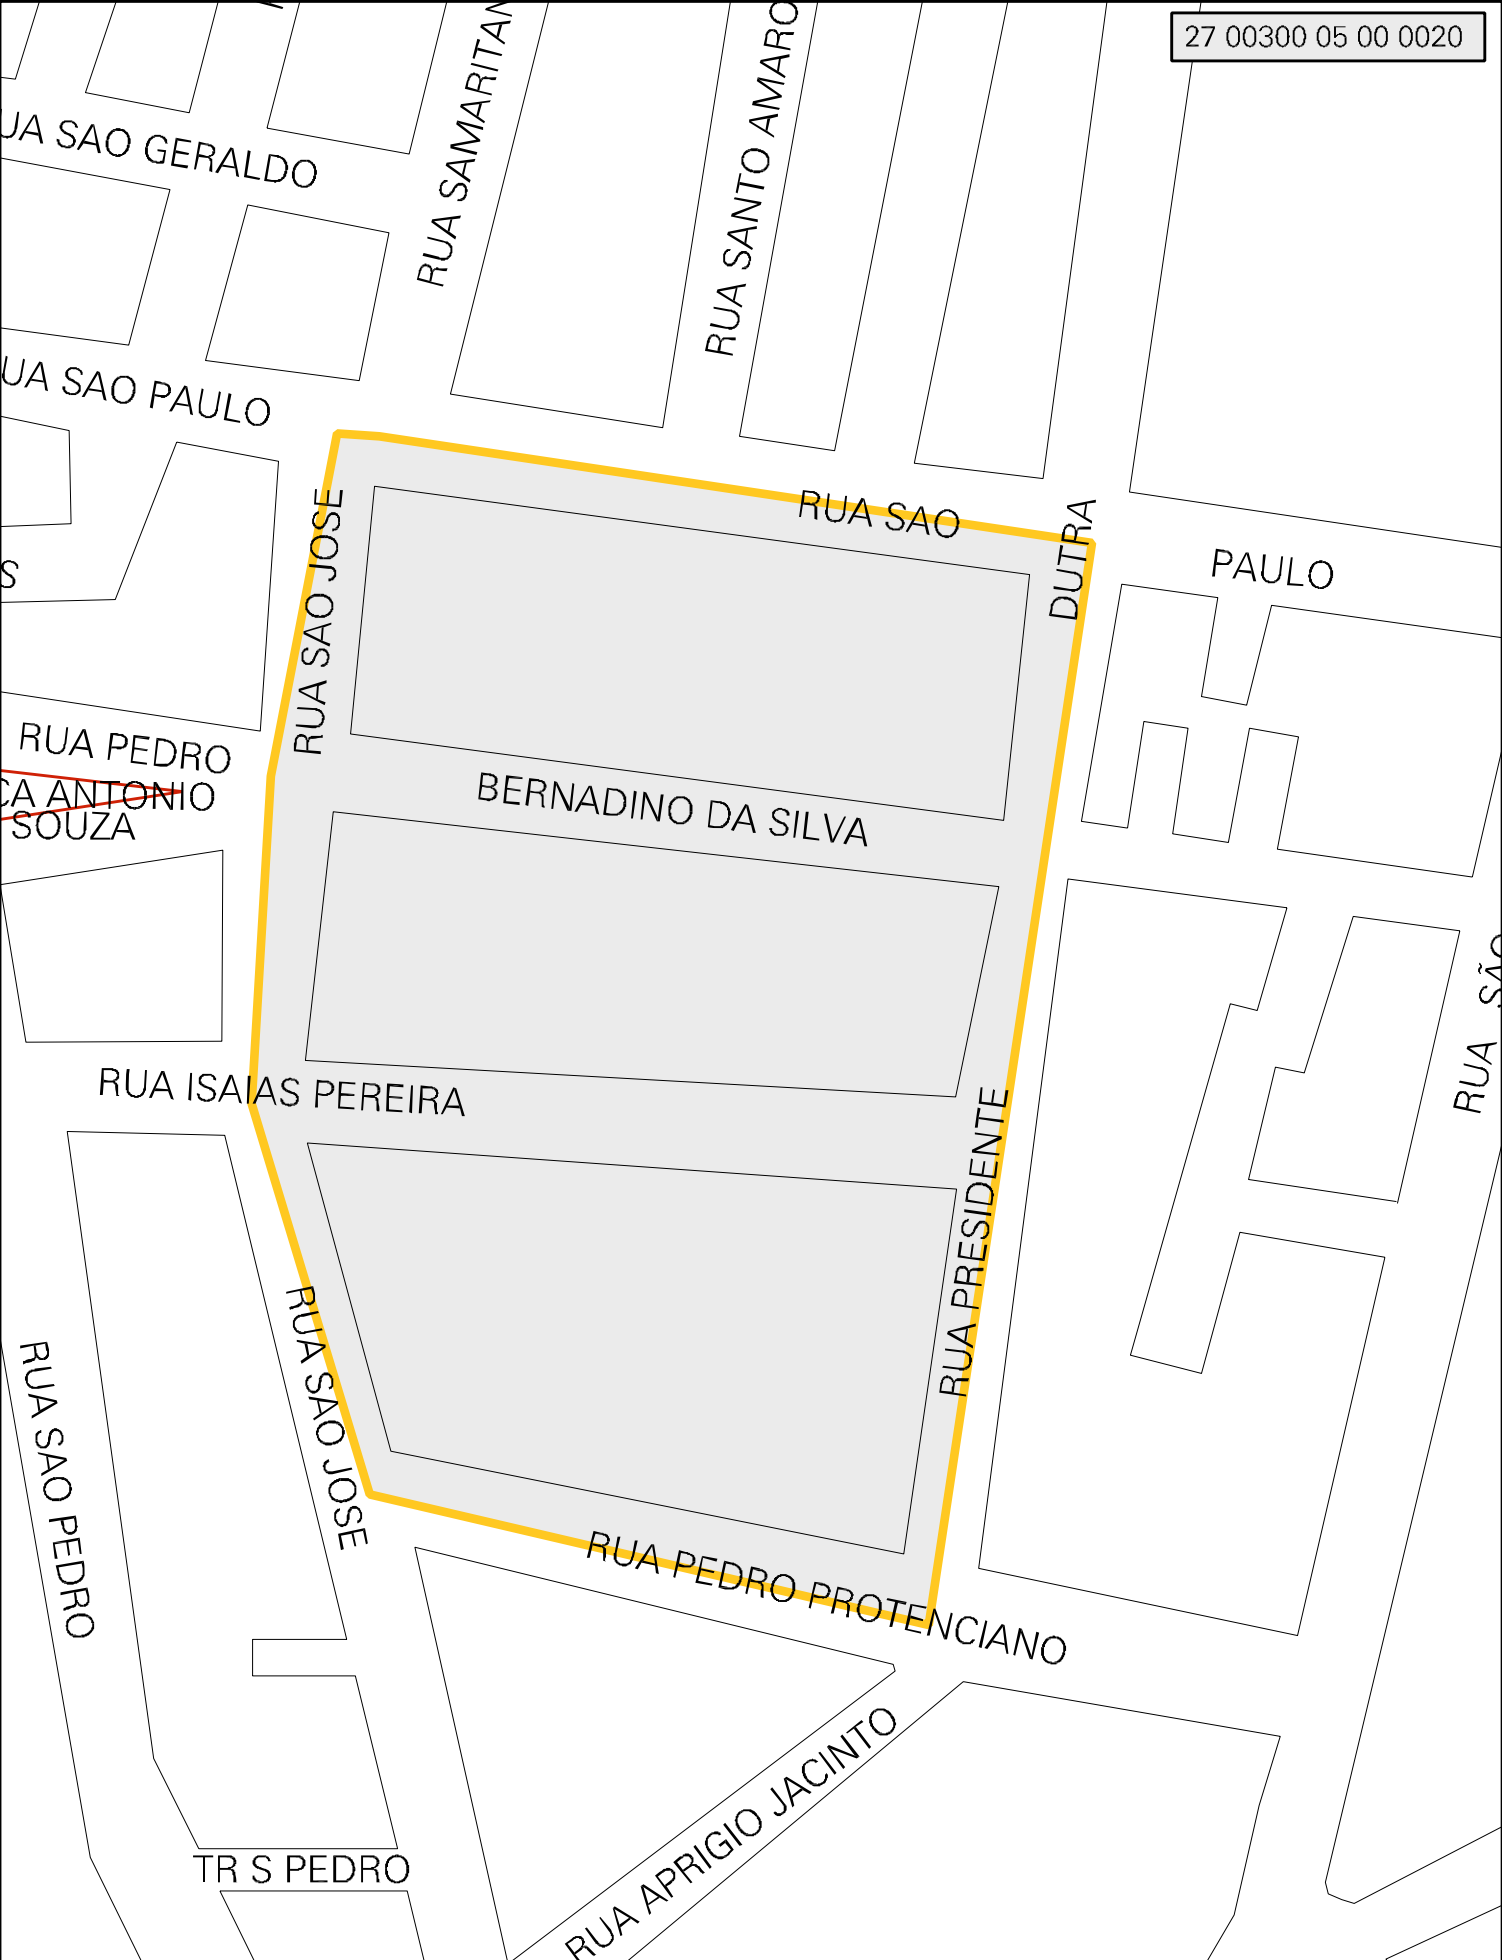 27 00300 05 00 0020
RUA SAMARITAN
RUA SANTO AMARO
UA SAO GERALDO
UA SAO PAULO
RUA SAO
DUTRA
PAULO
RUA SAO JOSE
S
RUA PEDRO
CA ANTONIO
SOUZA
BERNADINO DA SILVA
RUA SÃO
RUA ISAIAS PEREIRA
RUA PRESIDENTE
RUA SAO JOSE
RUA SAO PEDRO
RUA PEDRO PROTENCIANO
RUA APRIGIO JACINTO
TR S PEDRO